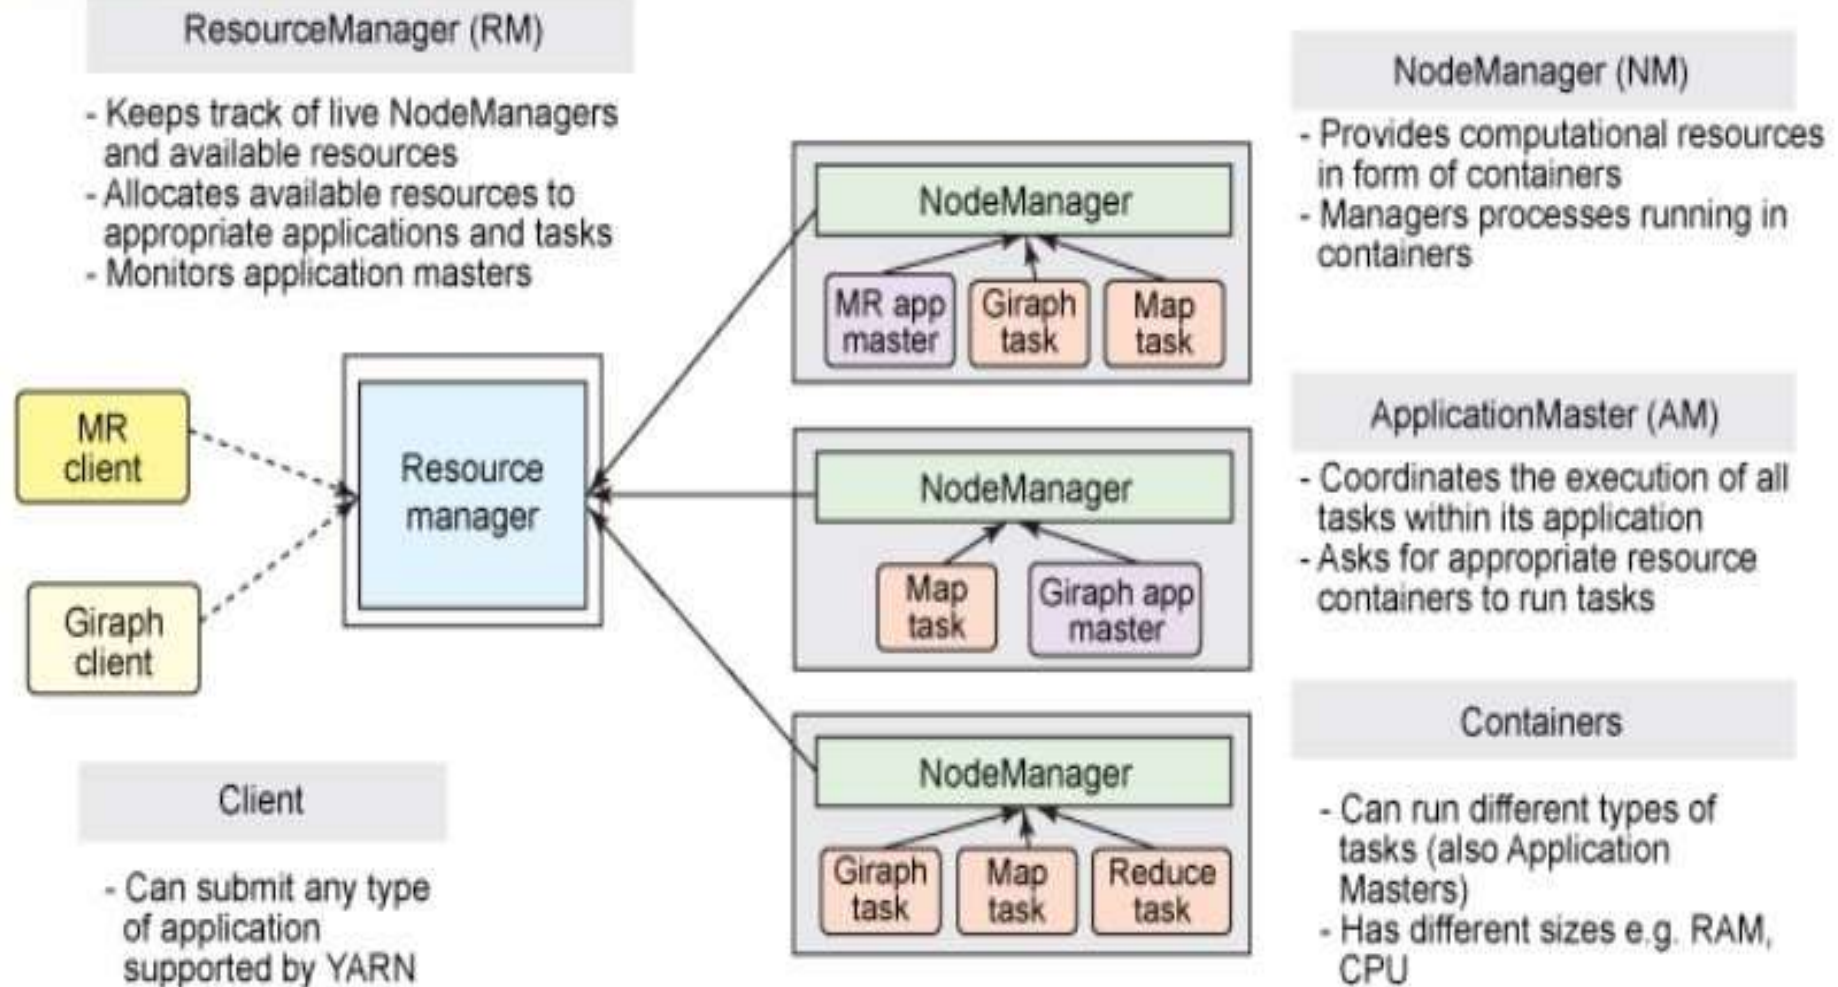 ResourceManager (RM)
- Keeps track of live NodeManagers
and available resources
- Allocates available resources to
appropriate applications and tasks
- Monitors application masters
MR
client
Giraph
client
Resource
manager
Client
- Can submit any type
of application
supported by YARN
NodeManager
MR app
master
Giraph
task
Map
task
NodeManager
Map
task
Giraph app
master
NodeManager
Giraph
task
Map
task
Reduce
task
NodeManager (NM)
- Provides computational resources
in form of containers
- Managers processes running in
containers
ApplicationMaster (AM)
- Coordinates the execution of all
tasks within its application
- Asks for appropriate resource
containers to run tasks
Containers
- Can run different types of
tasks (also Application
Masters)
- Has different sizes e.g. RAM,
CPU